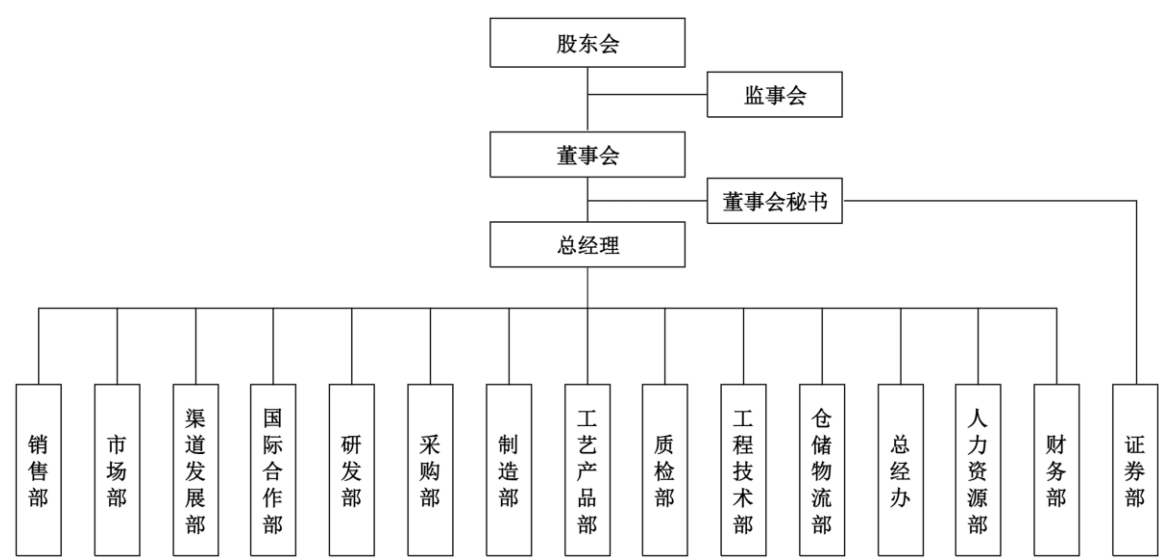 股东会
监事会
董事会
董事会秘书
总经理
销售部
市场部
渠道发展部
国际合作部
研发部
采购部
制造部
工艺产品部
质检部
工程技术部
仓储物流部
总经办
人力资源部
财务部
证券部